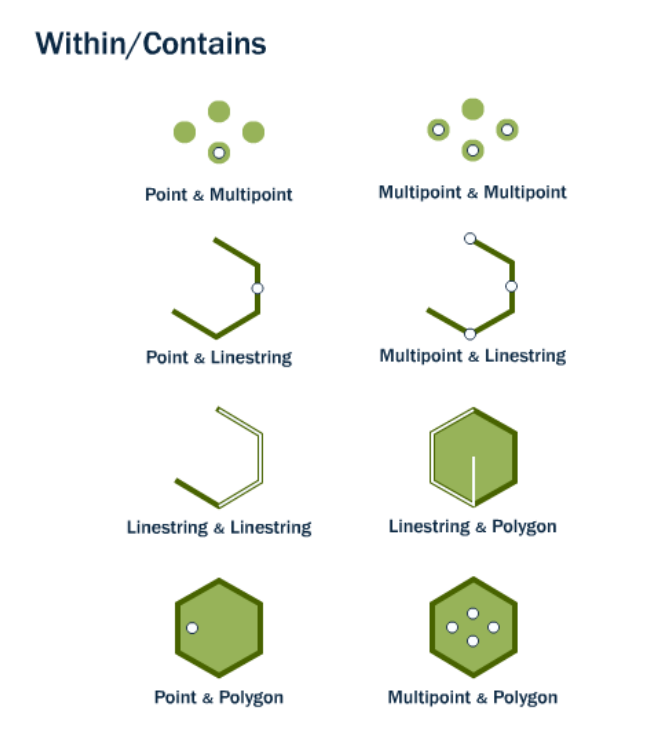 Within/Contains
Point & Multipoint
Multipoint & Multipoint
Point & Linestring
Multipoint & Linestring
Linestring & Linestring
Linestring & Polygon
Point & Polygon
Multipoint & Polygon